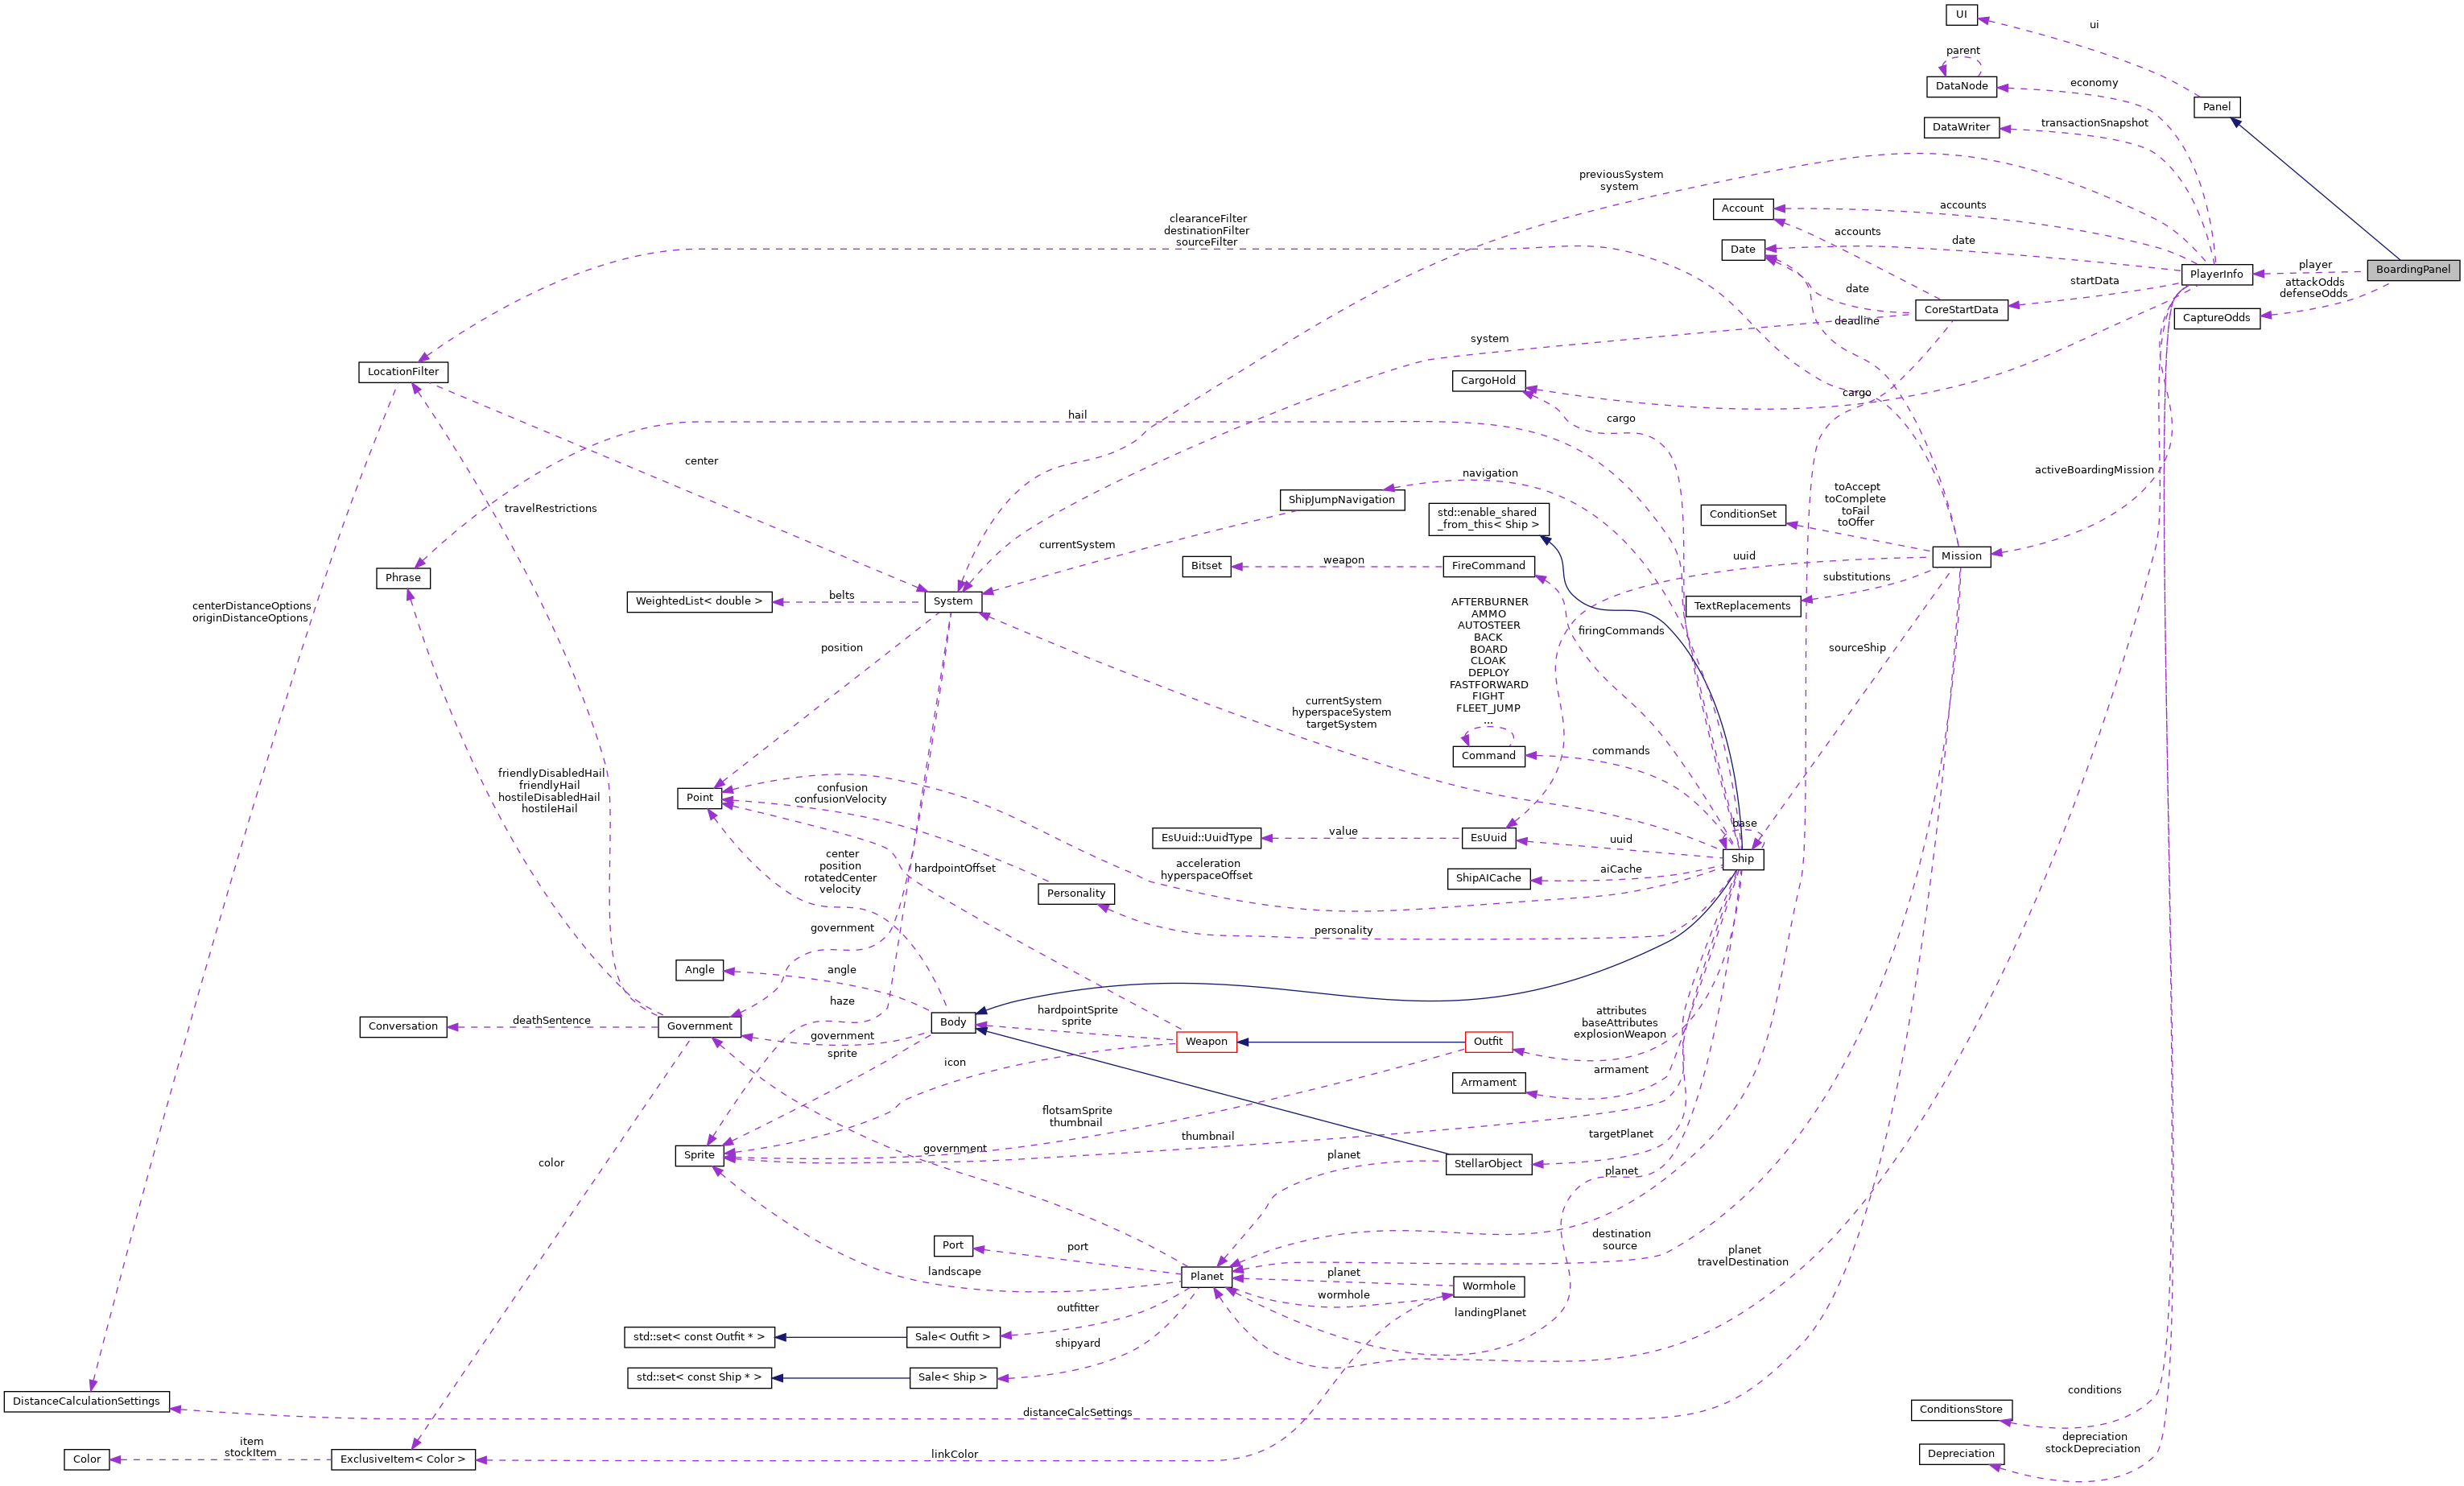 UI
ui
parent
DataNode
economy
Panel
DataWriter
transactionSnapshot
previousSystem
system
Account
accounts
clearanceFilter
destinationFilter
sourceFilter
accounts
Date
date
PlayerInfo
player
BoardingPanel
startData
attackOdds
defenseOdds
date
CoreStartData
CaptureOdds
deadline
system
LocationFilter
CargoHold
cargo
hail
cargo
center
navigation
activeBoardingMission
ShipJumpNavigation
toAccept
toComplete
toFail
toOffer
travelRestrictions
std::enable_shared
_from_this< Ship >
ConditionSet
currentSystem
Mission
uuid
weapon
Bitset
FireCommand
Phrase
substitutions
centerDistanceOptions
originDistanceOptions
WeightedList< double >
belts
System
TextReplacements
AFTERBURNER
AMMO
AUTOSTEER
BACK
BOARD
CLOAK
DEPLOY
FASTFORWARD
FIGHT
FLEET_JUMP
...
firingCommands
position
sourceShip
currentSystem
hyperspaceSystem
targetSystem
Command
commands
friendlyDisabledHail
friendlyHail
hostileDisabledHail
hostileHail
Point
confusion
confusionVelocity
base
EsUuid::UuidType
value
EsUuid
uuid
Ship
center
position
rotatedCenter
velocity
hardpointOffset
acceleration
hyperspaceOffset
aiCache
ShipAICache
Personality
government
personality
Angle
angle
haze
hardpointSprite
sprite
attributes
baseAttributes
explosionWeapon
Conversation
deathSentence
Government
government
Body
Weapon
Outfit
sprite
icon
armament
Armament
flotsamSprite
thumbnail
thumbnail
targetPlanet
color
Sprite
government
planet
StellarObject
planet
Port
port
destination
source
planet
travelDestination
landscape
Planet
planet
Wormhole
wormhole
outfitter
landingPlanet
std::set< const Outfit * >
Sale< Outfit >
shipyard
std::set< const Ship * >
Sale< Ship >
conditions
DistanceCalculationSettings
distanceCalcSettings
ConditionsStore
item
stockItem
depreciation
stockDepreciation
Color
ExclusiveItem< Color >
linkColor
Depreciation